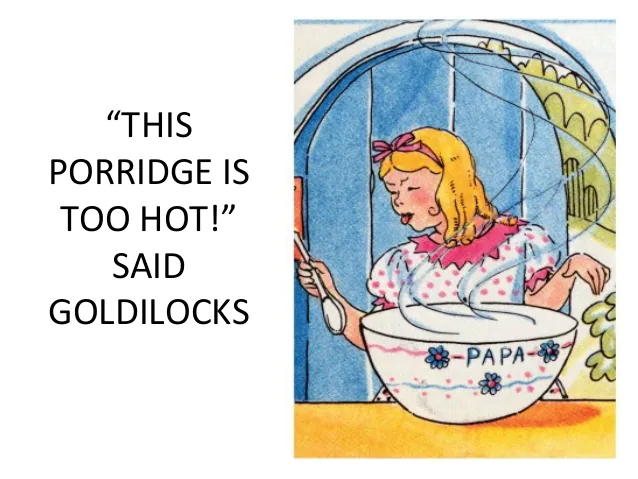 “THIS
PORRIDGE IS
TOO HOT!”
SAID
GOLDILOCKS
PAPA